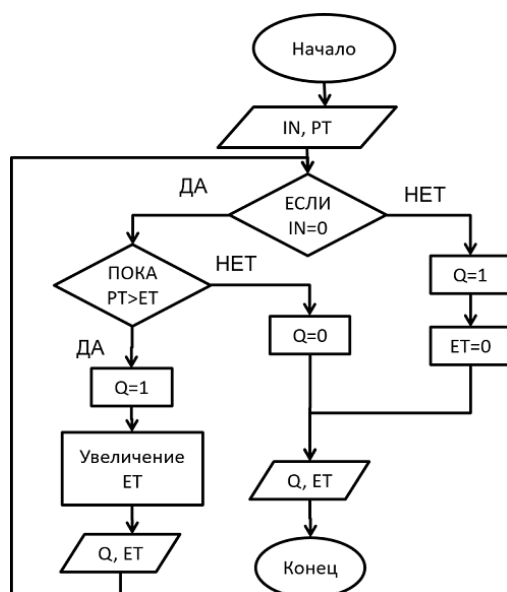 Начало
IN, PT
ДА
НЕТ
ЕСЛИ
IN=0
ПОКА
PT>ET
НЕТ
Q=1
ДА
Q=0
ET=0
Q=1
Увеличение
ET
Q, ET
Q, ET
Конец